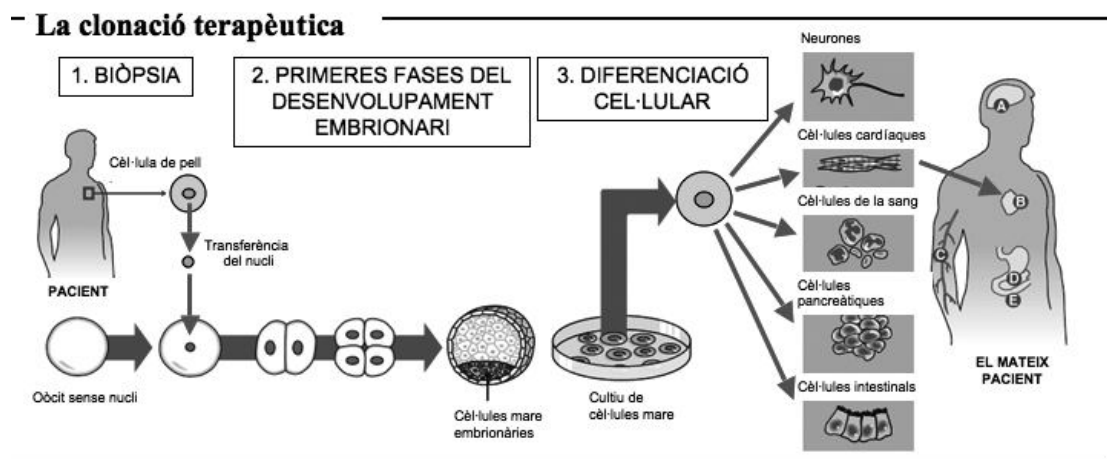 La clonació terapèutica
1. BIÒPSIA
2. PRIMERES FASES DEL
DESENVOLUPAMENT
EMBRIONARI
3. DIFERENCIACIÓ
CEL·LULAR
Cèl·lula de pell
Transferència
del nucli
PACIENT
Oòcit sense nucli
Cèl·lules mare
embrionàries
Cultiu de
cèl·lules mare
Neurones
Cèl·lules cardíaques
Cèl·lules de la sang
Cèl·lules
pancreàtiques
Cèl·lules intestinals
A
B
C
D
E
EL MATEIX
PACIENT